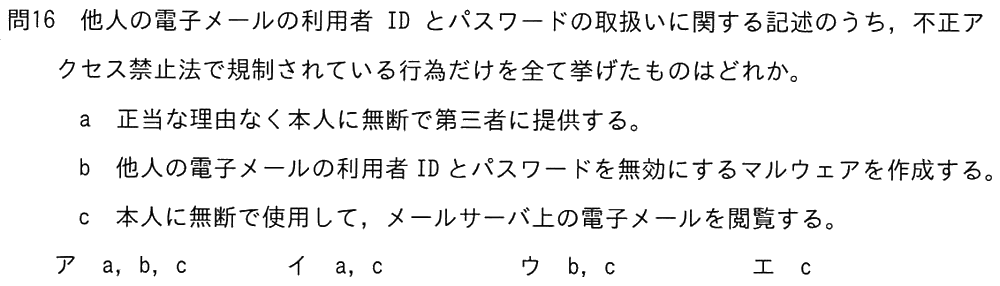 問16 他人の電子メールの利用者 ID とパスワードの取扱いに関する記述のうち，不正ア
クセス禁止法で規制されている行為だけを全て挙げたものはどれか。
a 正当な理由なく本人に無断で第三者に提供する。
b 他人の電子メールの利用者 ID とパスワードを無効にするマルウェアを作成する。
c 本人に無断で使用して，メールサーバ上の電子メールを閲覧する。
ア a，b，c イ a，c ウ b，c エ c